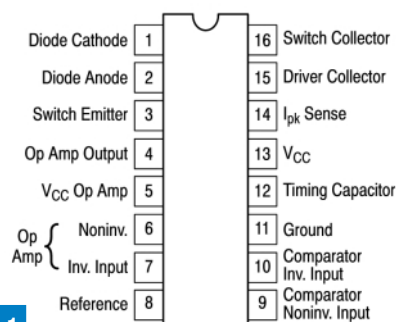 Diode Cathode 1 16 Switch Collector
Diode Anode 2 15 Driver Collector
Switch Emitter 3 14 Ipk Sense
Op Amp Output 4 13 VCC
VCC Op Amp 5 12 Timing Capacitor
Op Amp { Noninv. 6 11 Ground
Inv. Input 7 10 Comparator Inv. Input
Reference 8 9 Comparator Noninv. Input
1